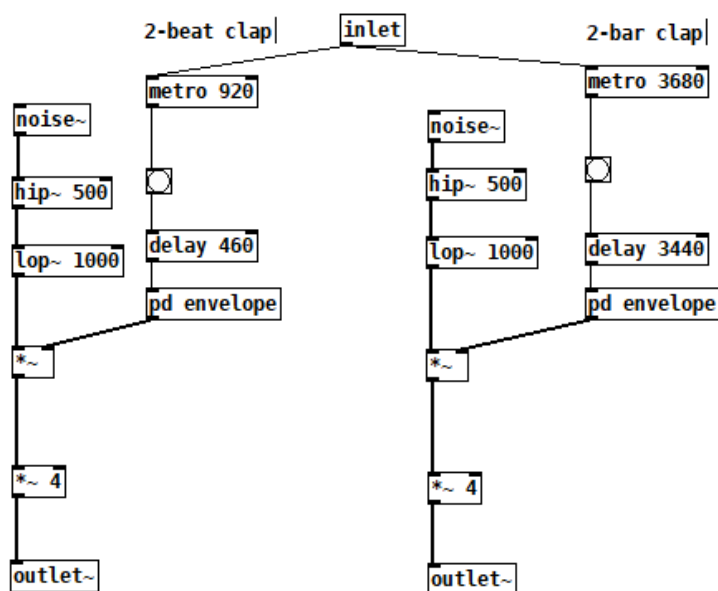 2-beat clap
inlet
2-bar clap
metro 920
metro 3680
noise~
noise~
hip~ 500
hip~ 500
delay 460
delay 3440
lop~ 1000
lop~ 1000
pd envelope
pd envelope
*~
*~
*~ 4
*~ 4
outlet~
outlet~